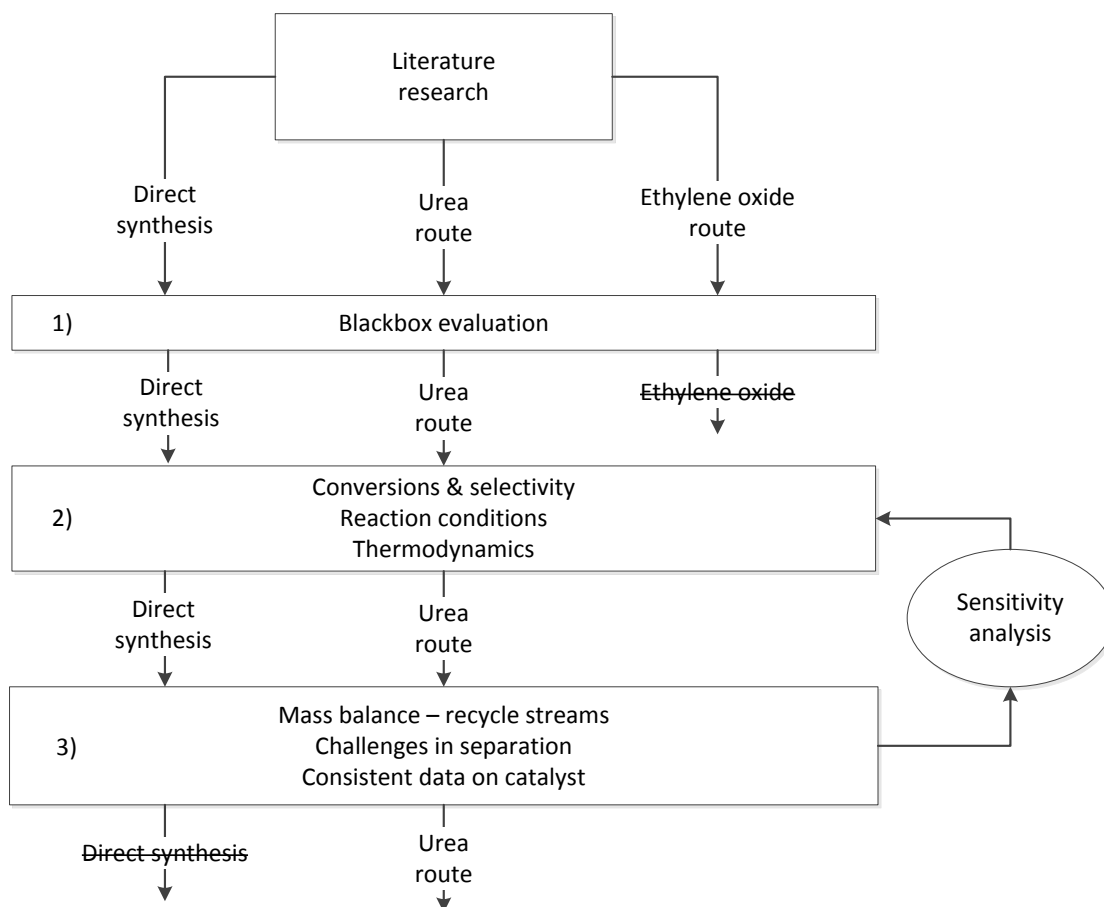 Literature
research
Direct
synthesis
Urea
route
Ethylene oxide
route
1)
Blackbox evaluation
Direct
synthesis
Urea
route
Ethylene oxide
2)
Conversions & selectivity
Reaction conditions
Thermodynamics
Sensitivity
analysis
Direct
synthesis
Urea
route
3)
Mass balance – recycle streams
Challenges in separation
Consistent data on catalyst
Direct synthesis
Urea
route